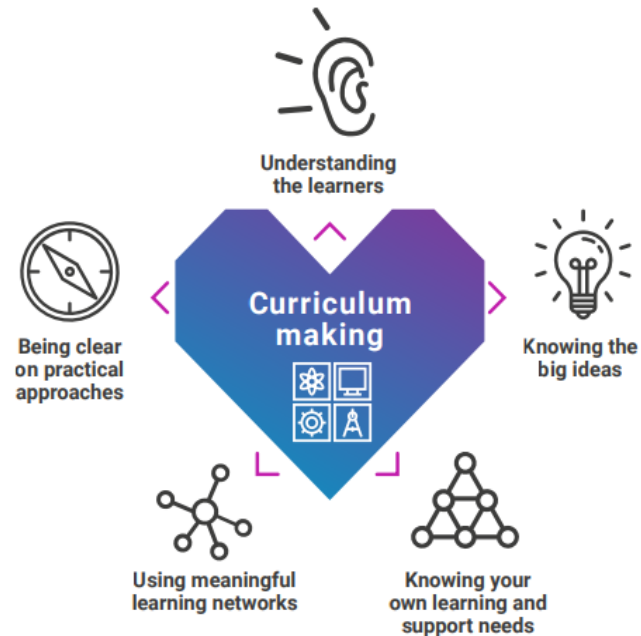 Understanding
the learners
Curriculum
making
Being clear
on practical
approaches
Knowing the
big ideas
Using meaningful
learning networks
Knowing your
own learning and
support needs